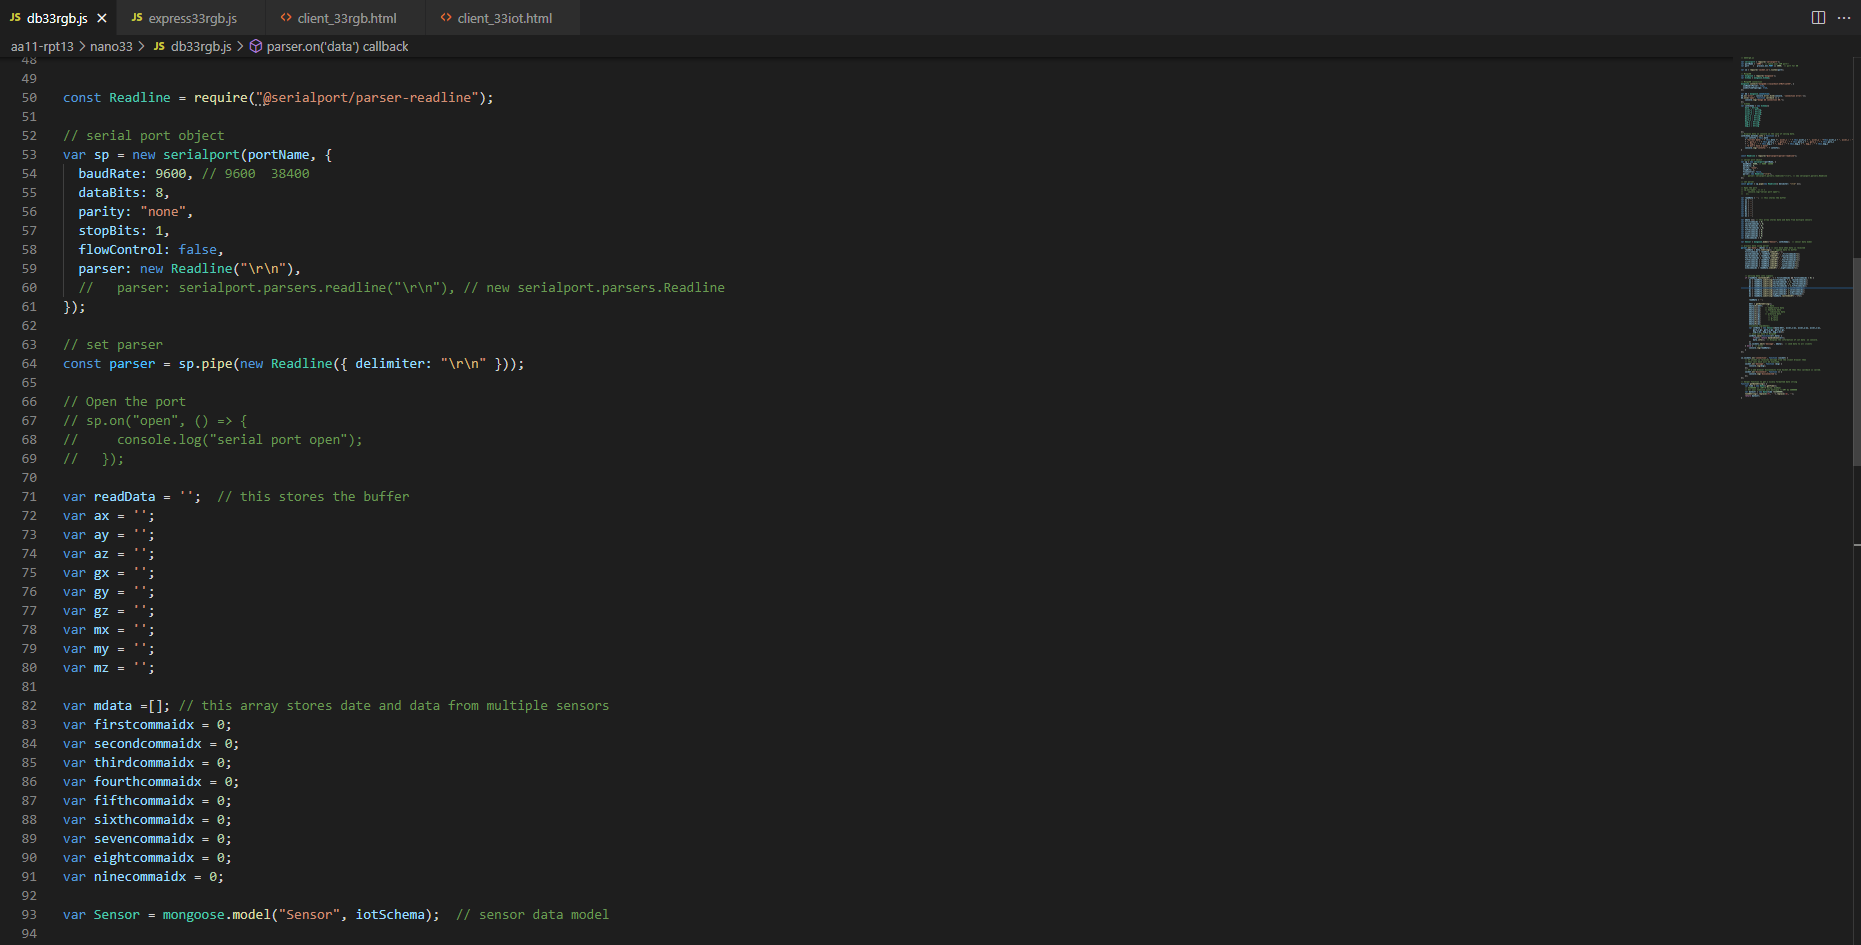 JS db33rgb.js × JS express33rgb.js <> client_33rgb.html <> client_33iot.html
aa11-rpt13 > nano33 > JS db33rgb.js > parser.on('data') callback
48
49
50 const Readline = require("@serialport/parser-readline");
51
52 // serial port object
53 var sp = new serialport(portName, {
54 baudRate: 9600, // 9600  38400
55 dataBits: 8,
56 parity: "none",
57 stopBits: 1,
58 flowControl: false,
59 parser: new Readline("\r\n"),
60 //   parser: serialport.parsers.readline("\r\n"), // new serialport.parsers.Readline
61 });
62
63 // set parser
64 const parser = sp.pipe(new Readline({ delimiter: "\r\n" }));
65
66 // Open the port
67 // sp.on("open", () => {
68 //     console.log("serial port open");
69 //   });
70
71 var readData = '';  // this stores the buffer
72 var ax = '';
73 var ay = '';
74 var az = '';
75 var gx = '';
76 var gy = '';
77 var gz = '';
78 var mx = '';
79 var my = '';
80 var mz = '';
81
82 var mdata =[]; // this array stores date and data from multiple sensors
83 var firstcommaidx = 0;
84 var secondcommaidx = 0;
85 var thirdcommaidx = 0;
86 var fourthcommaidx = 0;
87 var fifthcommaidx = 0;
88 var sixthcommaidx = 0;
89 var sevencommaidx = 0;
90 var eightcommaidx = 0;
91 var ninecommaidx = 0;
92
93 var Sensor = mongoose.model("Sensor", iotSchema);  // sensor data model
94